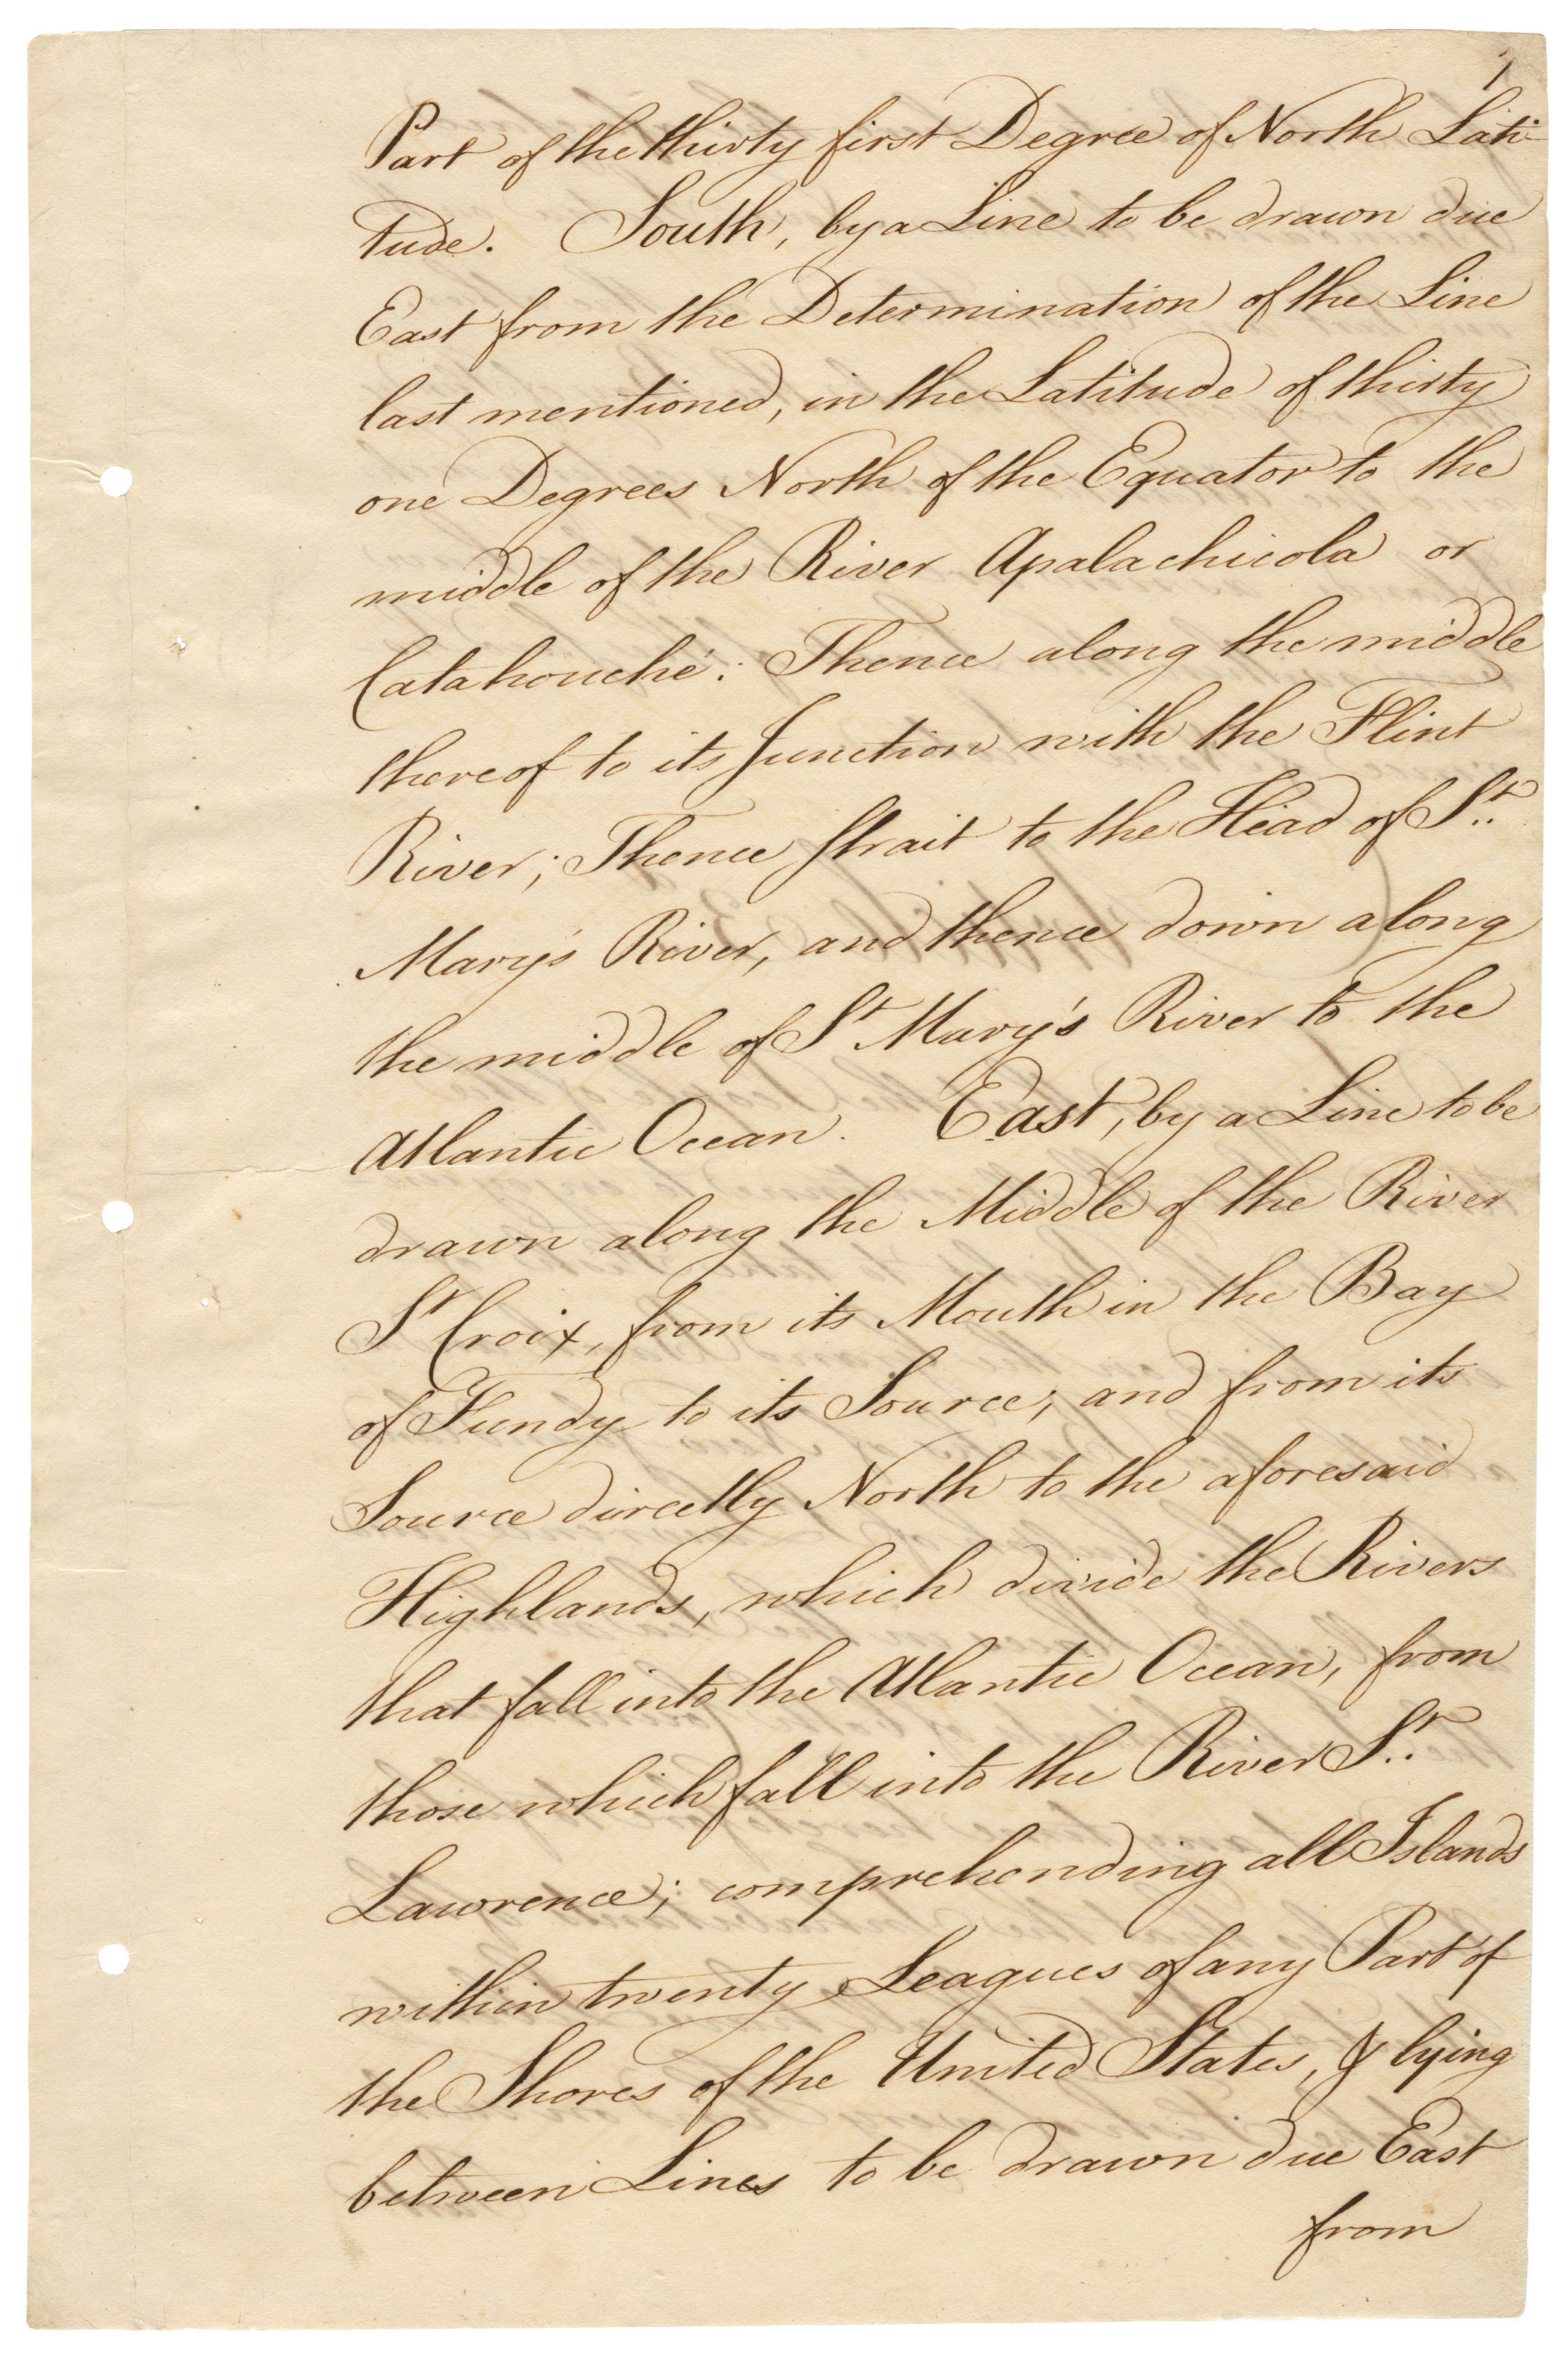 Part of the thirty first Degree of North Lati-
tude. South, by a Line to be drawn due
East from the Determination of the Line
last mentioned, in the Latitude of thirty
one Degrees North of the Equator to the
middle of the River Apalachicola or
Catahouche: Thence along the middle
thereof to its Junction with the Flint
River; Thence strait to the Head of St.
Mary's River, and thence down along
the middle of St Mary's River to the
Atlantic Ocean. East, by a Line to be
drawn along the Middle of the River
St Croix, from its Mouth in the Bay
of Fundy to its Source; and from its
Source directly North to the aforesaid
Highlands, which divide the Rivers
that fall into the Atlantic Ocean, from
those which fall into the River St.
Lawrence; comprehending all Islands
within twenty Leagues of any Part of
the Shores of the United States, & lying
between Lines to be drawn due East
from